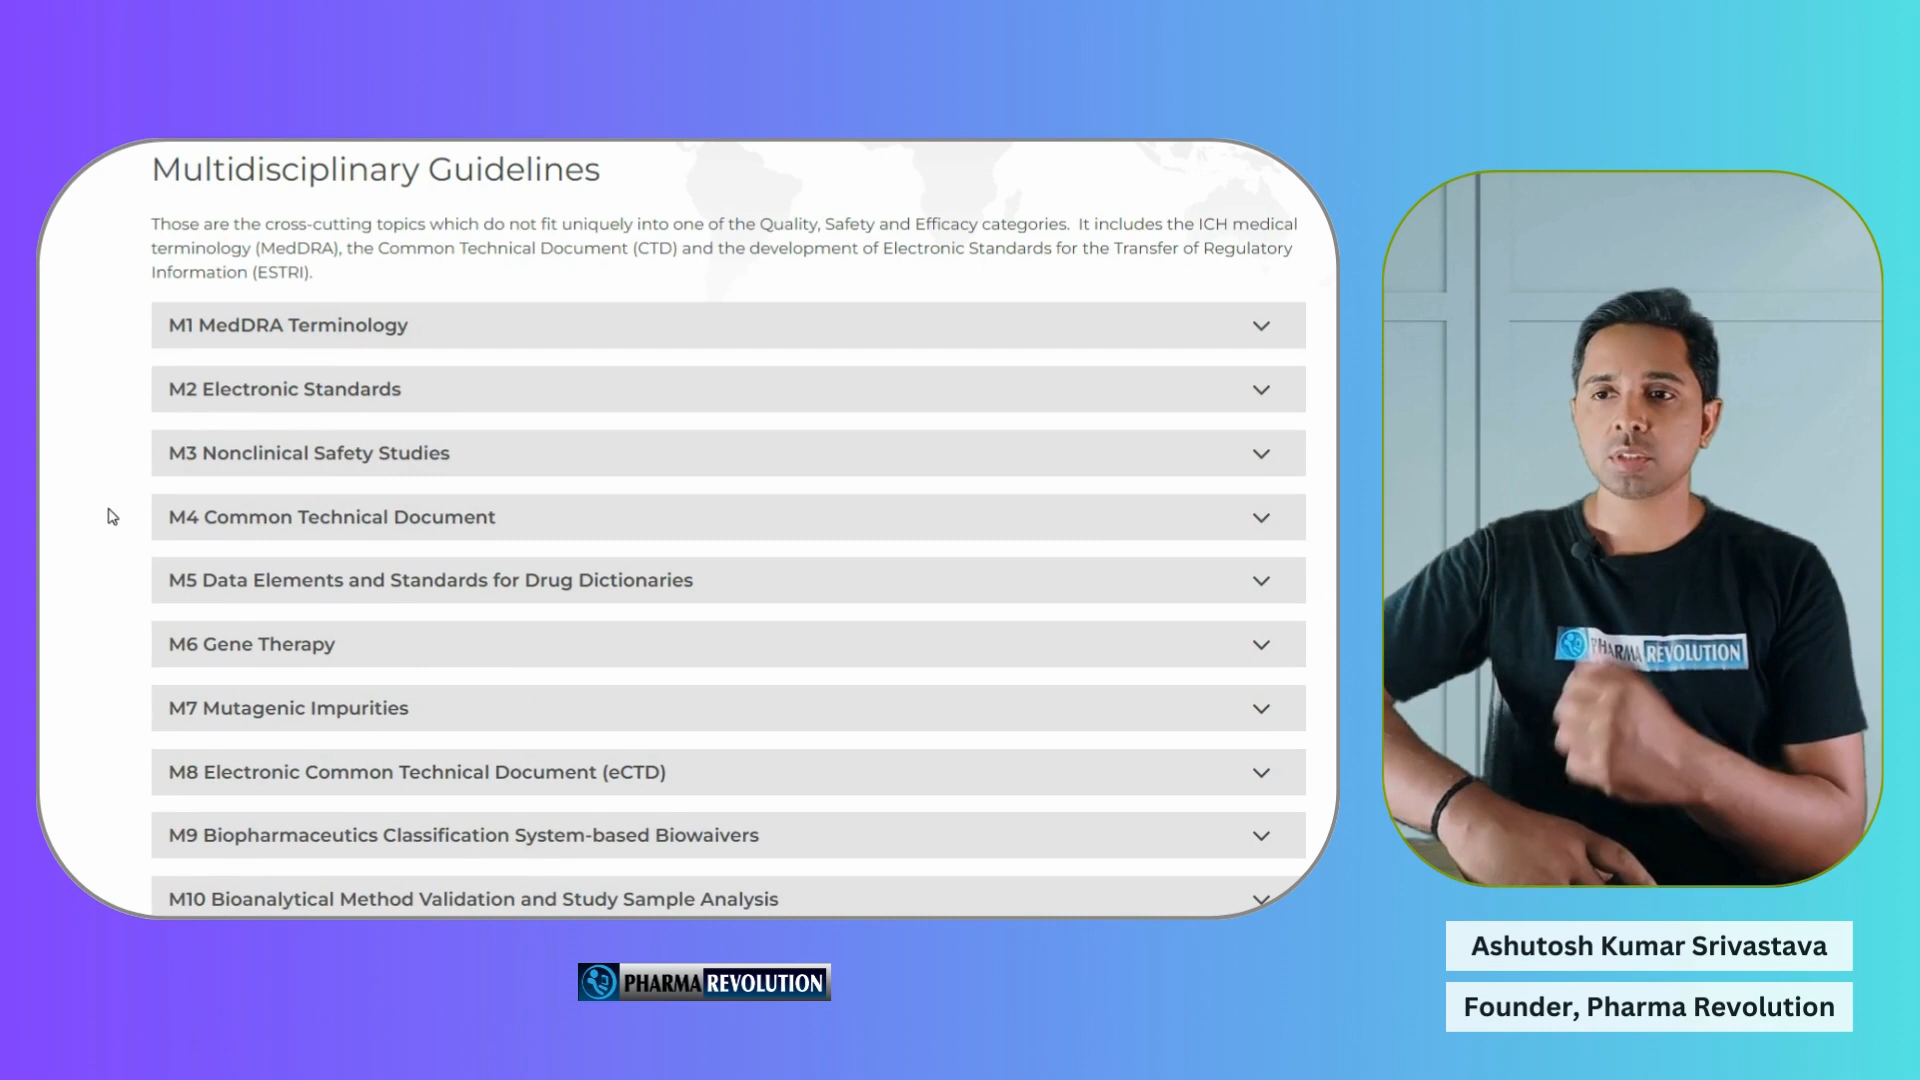 Multidisciplinary Guidelines
Those are the cross-cutting topics which do not fit uniquely into one of the Quality, Safety and Efficacy categories. It includes the ICH medical
terminology (MedDRA), the Common Technical Document (CTD) and the development of Electronic Standards for the Transfer of Regulatory
Information (ESTRI).
M1 MedDRA Terminology
M2 Electronic Standards
M3 Nonclinical Safety Studies
M4 Common Technical Document
M5 Data Elements and Standards for Drug Dictionaries
M6 Gene Therapy
M7 Mutagenic Impurities
M8 Electronic Common Technical Document (eCTD)
M9 Biopharmaceutics Classification System-based Biowaivers
M10 Bioanalytical Method Validation and Study Sample Analysis
PHARMA REVOLUTION
PHARMA REVOLUTION
Ashutosh Kumar Srivastava
Founder, Pharma Revolution